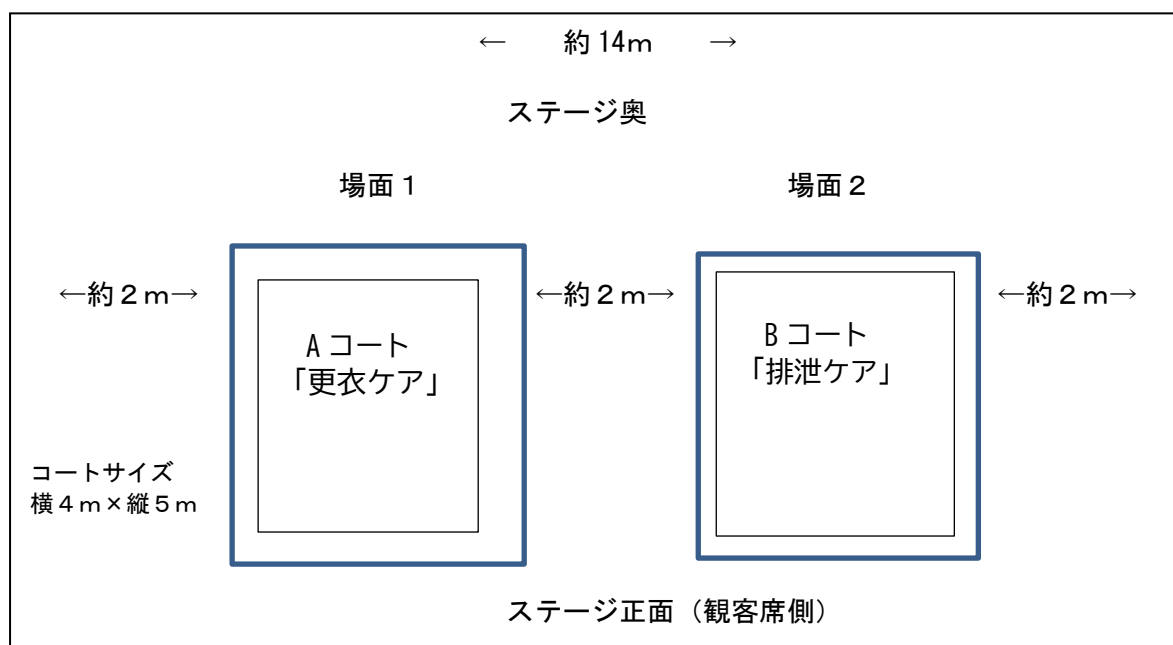 ← 約14ｍ →
ステージ奥
場面１
場面２
←約２ｍ→
←約２ｍ→
←約２ｍ→
Aコート
「更衣ケア」
Bコート
「排泄ケア」
コートサイズ
横４ｍ×縦５ｍ
ステージ正面（観客席側）